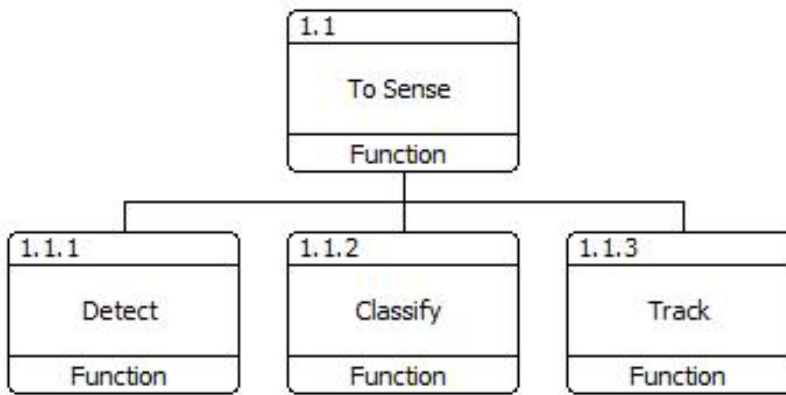 1.1
To Sense
Function
1.1.1
Detect
Function
1.1.2
Classify
Function
1.1.3
Track
Function